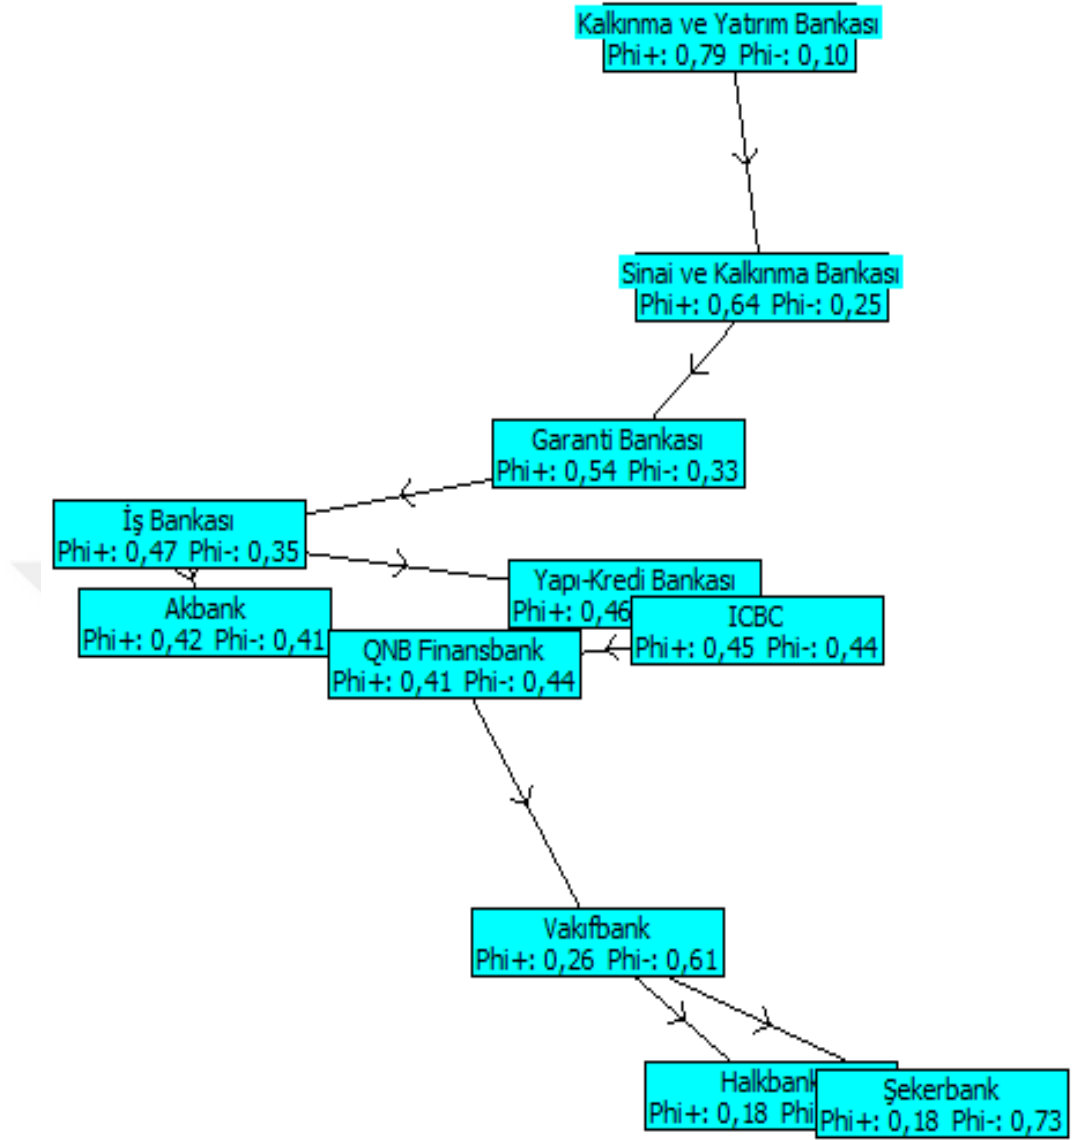 Kalkınma ve Yatırım Bankası
Phi+: 0,79 Phi-: 0,10
Sinai ve Kalkınma Bankası
Phi+: 0,64 Phi-: 0,25
Garanti Bankası
Phi+: 0,54 Phi-: 0,33
İş Bankası
Phi+: 0,47 Phi-: 0,35
Yapı-Kredi Bankası
Phi+: 0,46
Akbank
Phi+: 0,42 Phi-: 0,41
ICBC
Phi+: 0,45 Phi-: 0,44
QNB Finansbank
Phi+: 0,41 Phi-: 0,44
Vakıfbank
Phi+: 0,26 Phi-: 0,61
Halkbank
Phi+: 0,18 Phi
Şekerbank
Phi+: 0,18 Phi-: 0,73